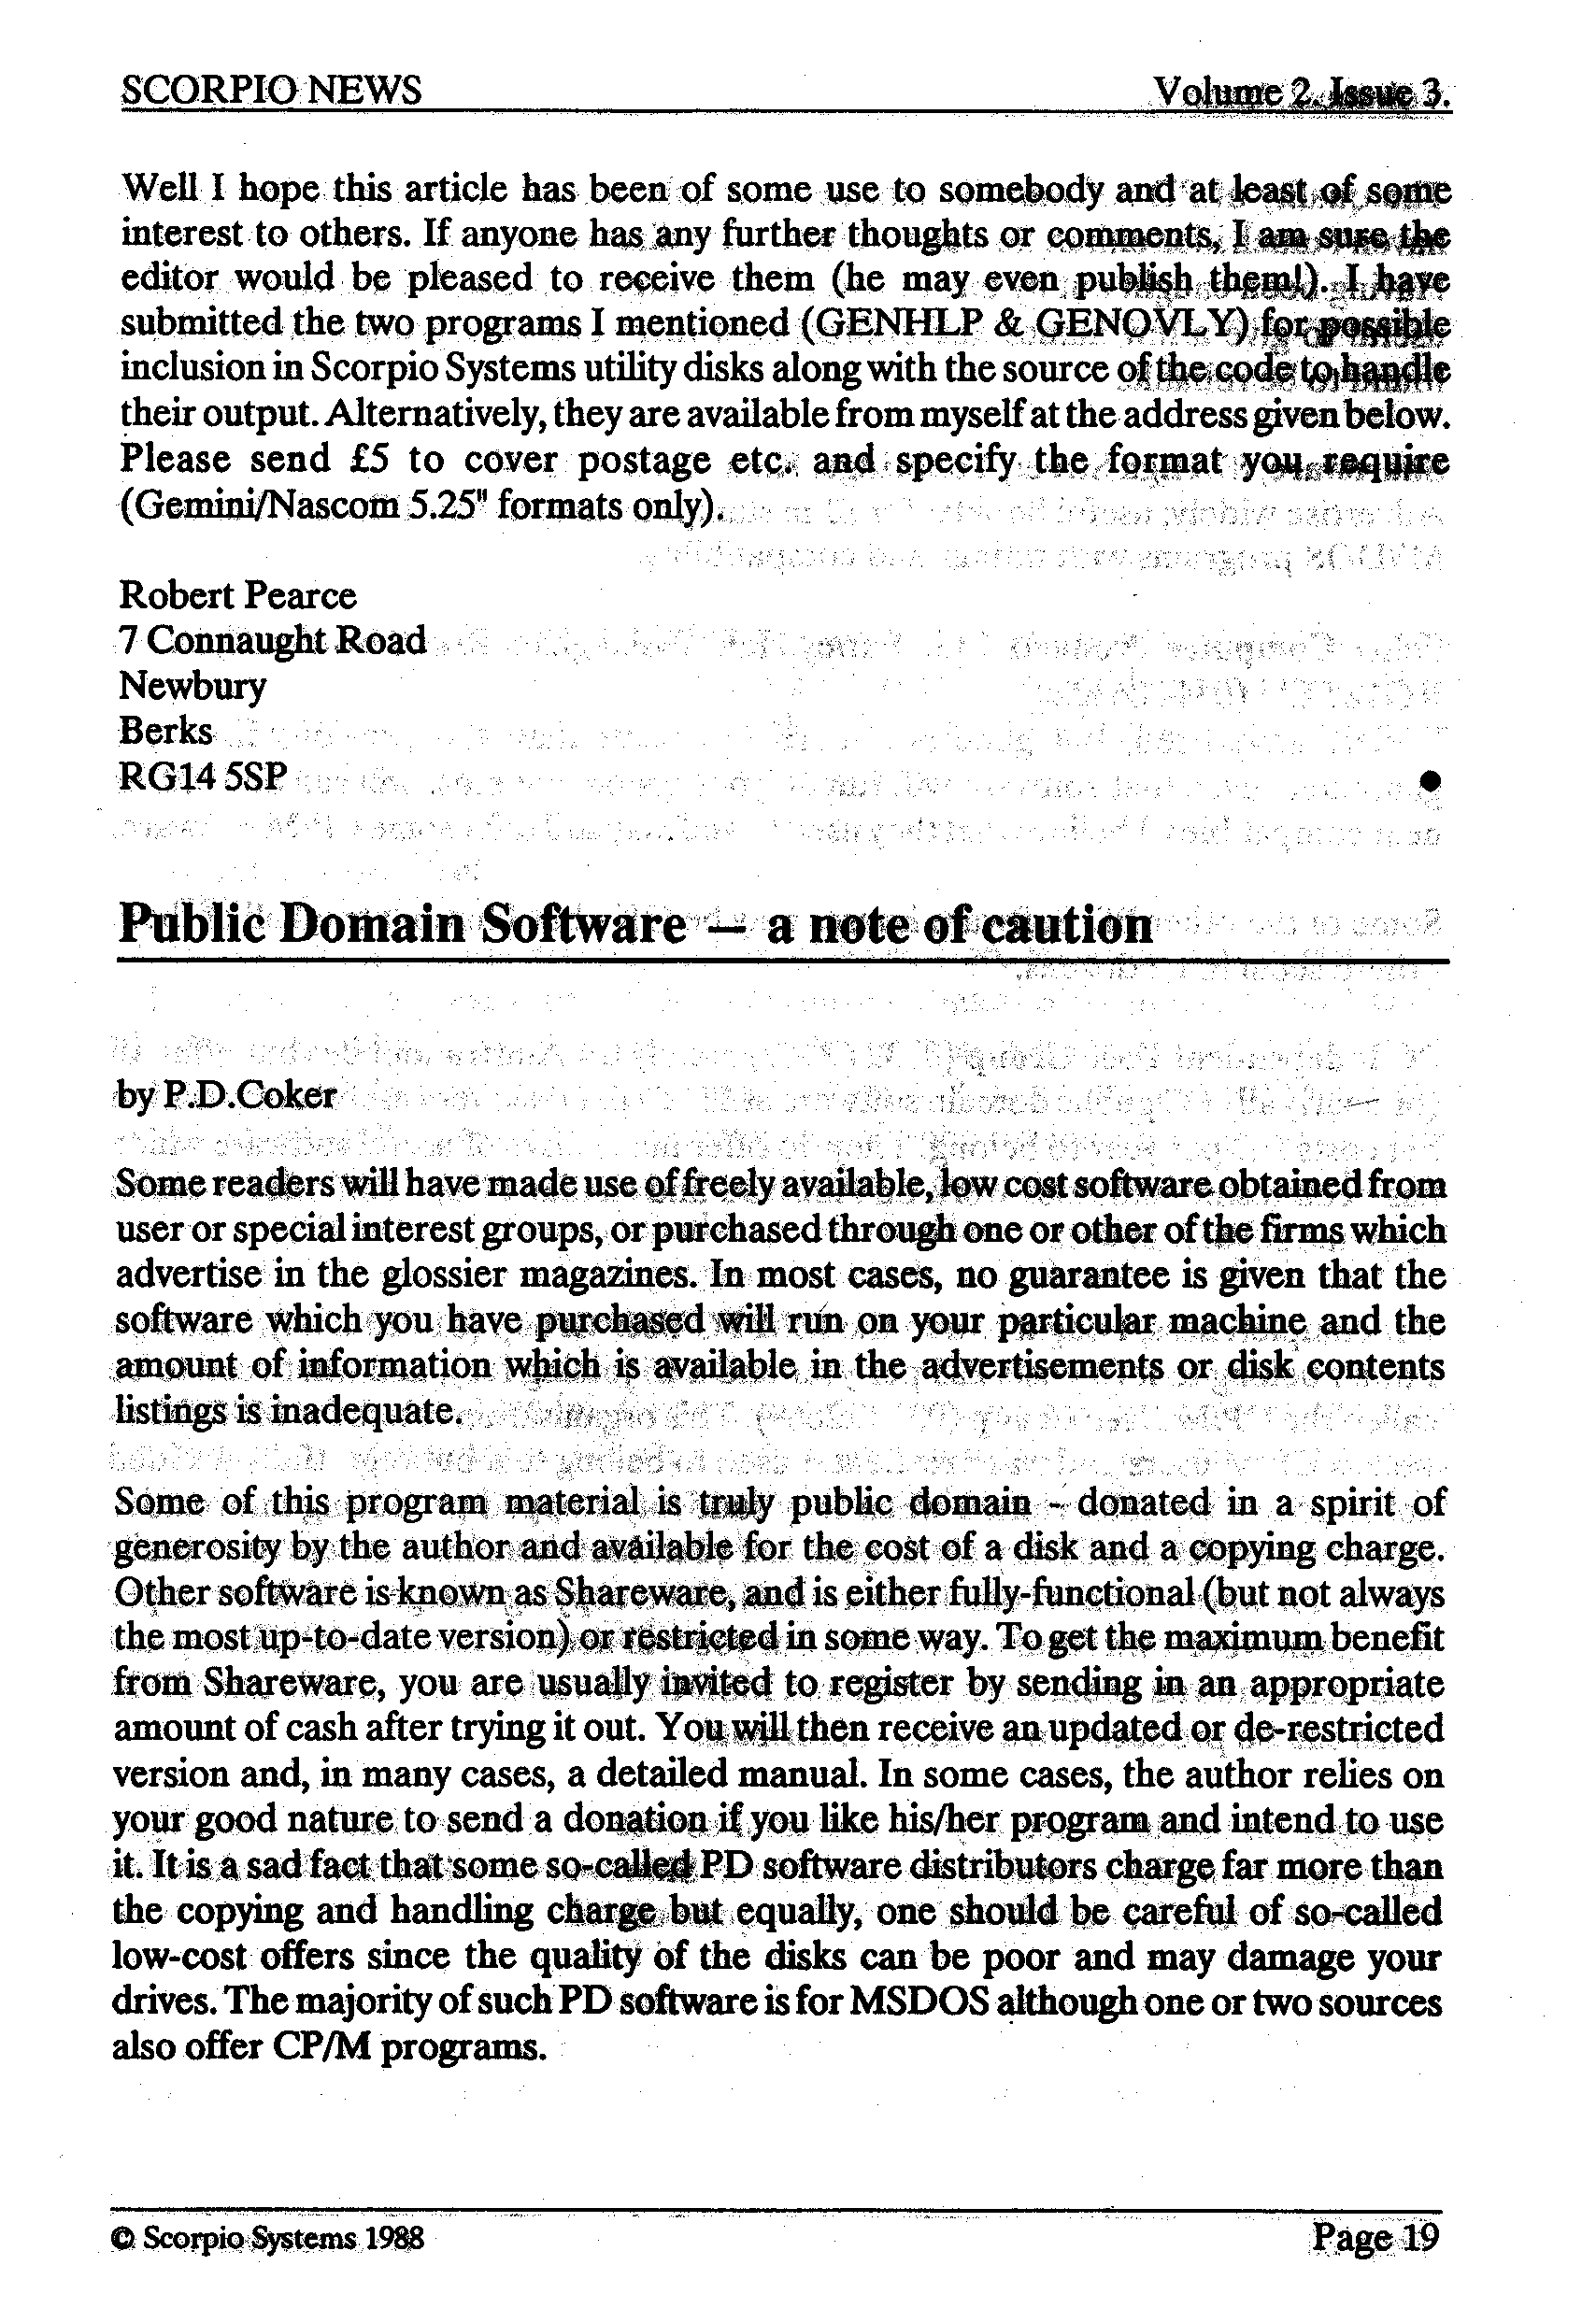 SCORPIO NEWS Volume 2. Issue 3.
Well I hope this article has been of some use to somebody and at least of some
interest to others. If anyone has any further thoughts or comments, I am sure the
editor would be pleased to receive them (he may even publish them!). I have
submitted the two programs I mentioned (GENHLP & GENOVLY) for possible
inclusion in Scorpio Systems utility disks along with the source of the code to handle
their output. Alternatively, they are available from myself at the address given below.
Please send £5 to cover postage etc. and specify the format you require
(Gemini/Nascom 5.25" formats only).
Robert Pearce
7 Connaught Road
Newbury
Berks
RG14 5SP
Public Domain Software — a note of caution
by P.D.Coker
Some readers will have made use of freely available, low cost software obtained from
user or special interest groups, or purchased through one or other of the firms which
advertise in the glossier magazines. In most cases, no guarantee is given that the
software which you have purchased will run on your particular machine and the
amount of information which is available in the advertisements or disk contents
listings is inadequate.
Some of this program material is truly public domain - donated in a spirit of
generosity by the author and available for the cost of a disk and a copying charge.
Other software is known as Shareware, and is either fully-functional (but not always
the most up-to-date version) or restricted in some way. To get the maximum benefit
from Shareware, you are usually invited to register by sending in an appropriate
amount of cash after trying it out. You will then receive an updated or de-restricted
version and, in many cases, a detailed manual. In some cases, the author relies on
your good nature to send a donation if you like his/her program and intend to use
it. It is a sad fact that some so-called PD software distributors charge far more than
the copying and handling charge but equally, one should be careful of so-called
low-cost offers since the quality of the disks can be poor and may damage your
drives. The majority of such PD software is for MSDOS although one or two sources
also offer CP/M programs.
© Scorpio Systems 1988 Page 19